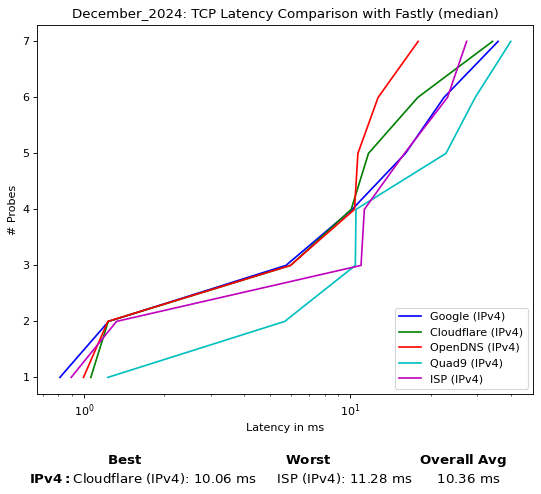 December_2024: TCP Latency Comparison with Fastly (median)
7
6
5
4
3
2
1
# Probes
10^0
10^1
Latency in ms
Google (IPv4)
Cloudflare (IPv4)
OpenDNS (IPv4)
Quad9 (IPv4)
ISP (IPv4)
Best Worst Overall Avg
IPv4: Cloudflare (IPv4): 10.06 ms ISP (IPv4): 11.28 ms 10.36 ms